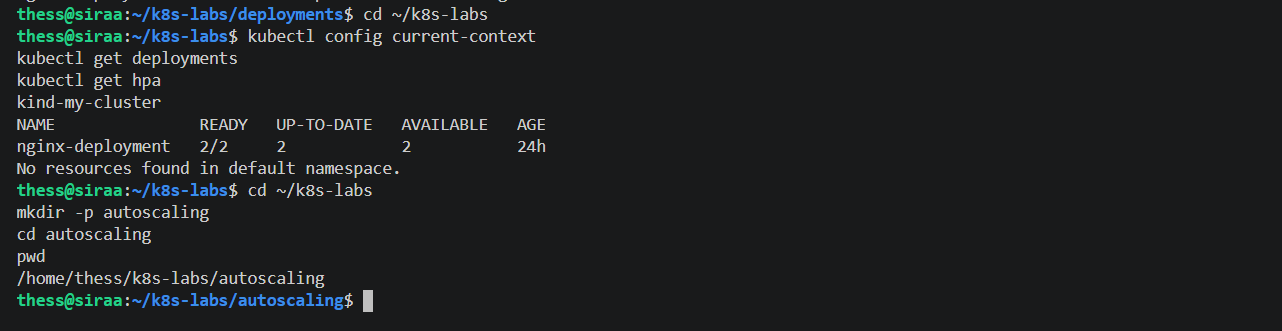 thess@siraa:~/k8s-labs/deployments$ cd ~/k8s-labs
thess@siraa:~/k8s-labs$ kubectl config current-context
kubectl get deployments
kubectl get hpa
kind-my-cluster
NAME               READY   UP-TO-DATE   AVAILABLE   AGE
nginx-deployment   2/2     2            2           24h
No resources found in default namespace.
thess@siraa:~/k8s-labs$ cd ~/k8s-labs
mkdir -p autoscaling
cd autoscaling
pwd
/home/thess/k8s-labs/autoscaling
thess@siraa:~/k8s-labs/autoscaling$